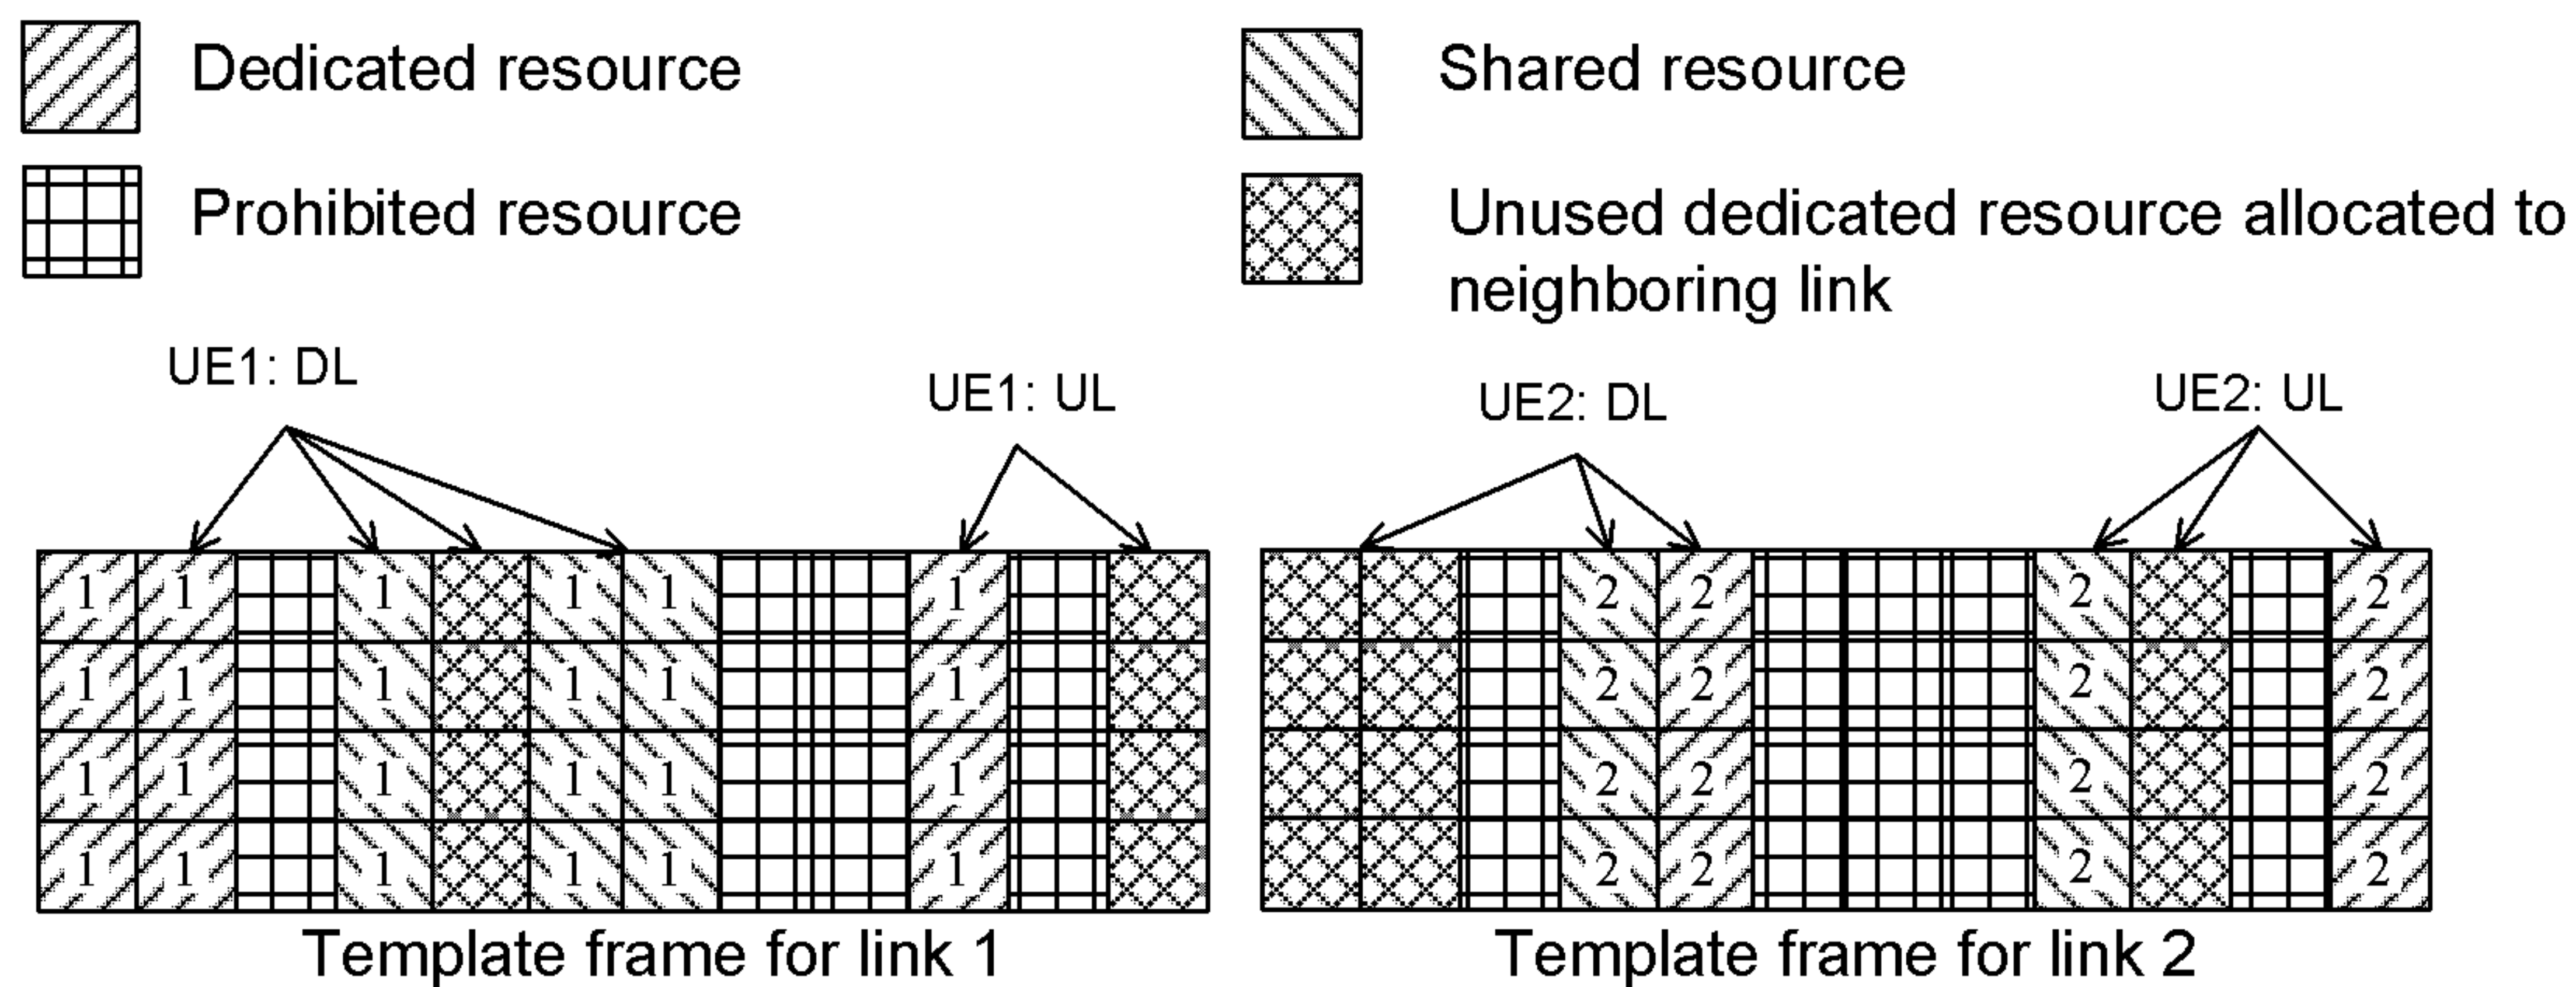 Dedicated resource
Shared resource
Prohibited resource
Unused dedicated resource allocated to
neighboring link
UE1: DL
UE1: UL
UE2: DL
UE2: UL
1 1 1 1 1 1
1 1 1 1 1 1
1 1 1 1 1 1
1 1 1 1 1 1
2 2 2 2
2 2 2 2
2 2 2 2
2 2 2 2
Template frame for link 1
Template frame for link 2